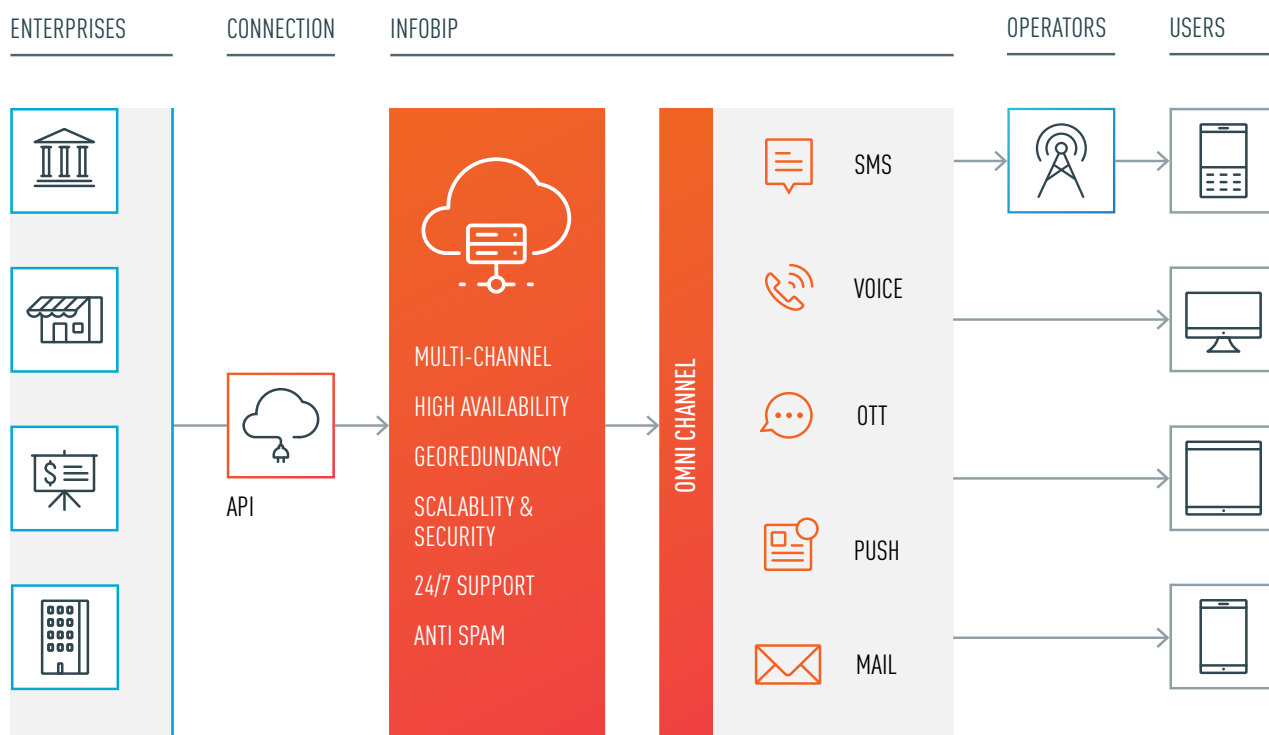 ENTERPRISES
CONNECTION
INFOBIP
OPERATORS
USERS
API
MULTI-CHANNEL
HIGH AVAILABILITY
GEOREDUNDANCY
SCALABLITY &
SECURITY
24/7 SUPPORT
ANTI SPAM
OMNI CHANNEL
SMS
VOICE
OTT
PUSH
MAIL
$